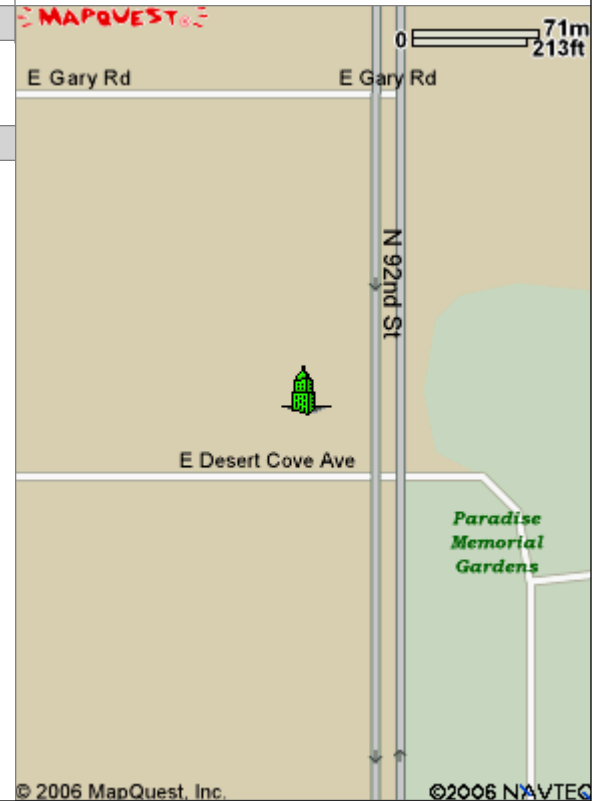 MAPQUEST®
0
71m
213ft
E Gary Rd
E Gary Rd
N 92nd St
E Desert Cove Ave
Paradise
Memorial
Gardens
© 2006 MapQuest, Inc.
©2006 NAVTEQ